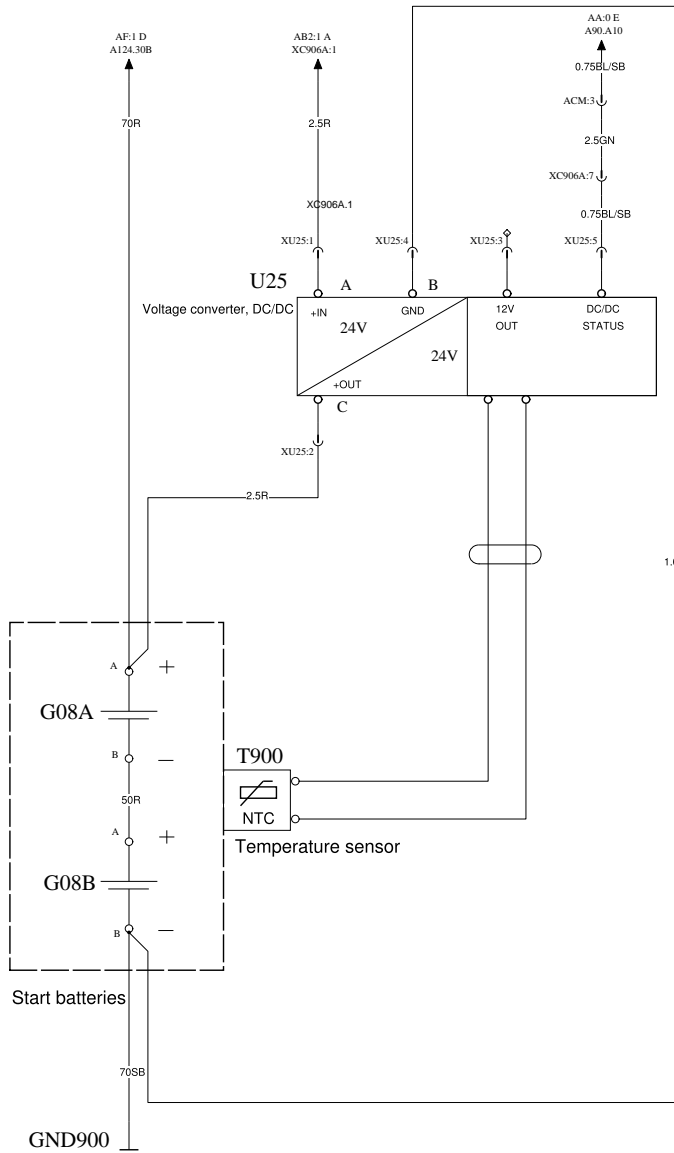 AF:1 D
A124.30B
AB2:1 A
XC906A:1
AA:0 E
A90.A10
0.75BL/SB
ACM:3
70R
2.5R
2.5GN
XC906A:7
XC906A.1
0.75BL/SB
XU25:1
XU25:4
XU25:3
XU25:5
U25
A
B
Voltage converter, DC/DC
+IN
GND
12V
OUT
DC/DC
STATUS
24V
24V
+OUT
C
XU25:2
2.5R
A
+
G08A
B
—
T900
50R
NTC
A
+
Temperature sensor
G08B
B
—
Start batteries
70SB
GND900